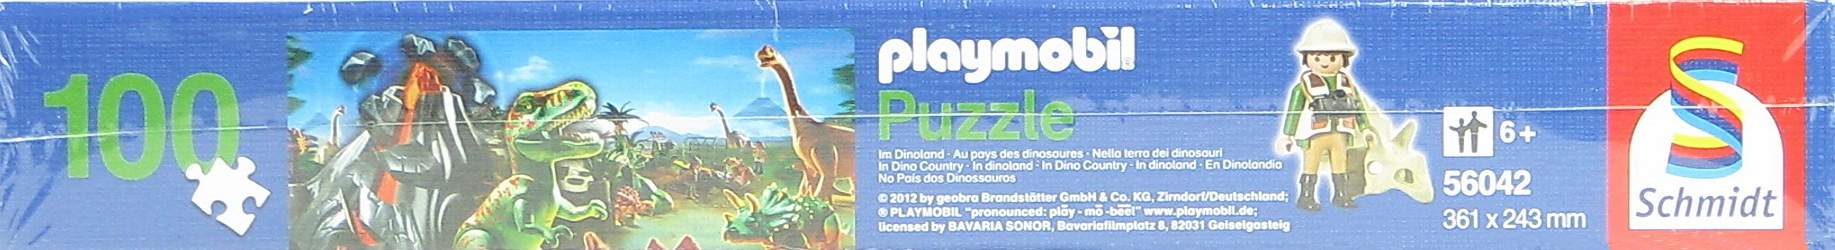 100
playmobil
Puzzle
Im Dinoland · Au pays des dinosaures · Nella terra dei dinosauri
In Dino Country · In dinoland · In Dino Country · In dinoland · En Dinolandia
No País dos Dinossauros
© 2012 by geobra Brandstätter GmbH & Co. KG, Zirndorf/Deutschland;
® PLAYMOBIL "pronounced: plāy - mō -bēēl" www.playmobil.de;
licensed by BAVARIA SONOR, Bavariafilmplatz 8, 82031 Geiselgasteig
6+
56042
361 x 243 mm
Schmidt